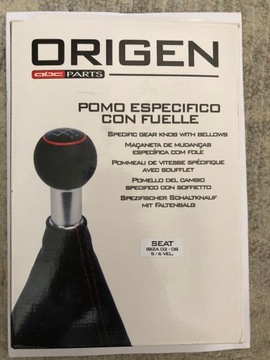 ORIGEN
abc PARTS
POMO ESPECIFICO
CON FUELLE
SPECIFIC GEAR KNOB WITH BELLOWS
MAÇANETA DE MUDANÇAS
ESPECÍFICA COM FOLE
POMMEAU DE VITESSE SPÉCIFIQUE
AVEC SOUFFLET
POMELLO DEL CAMBIO
SPECIFICO CON SOFFIETTO
SPEZIFISCHER SCHALTKNAUF
MIT FALTENBALG
SEAT
IBIZA 02 - 08
5 / 6 VEL.